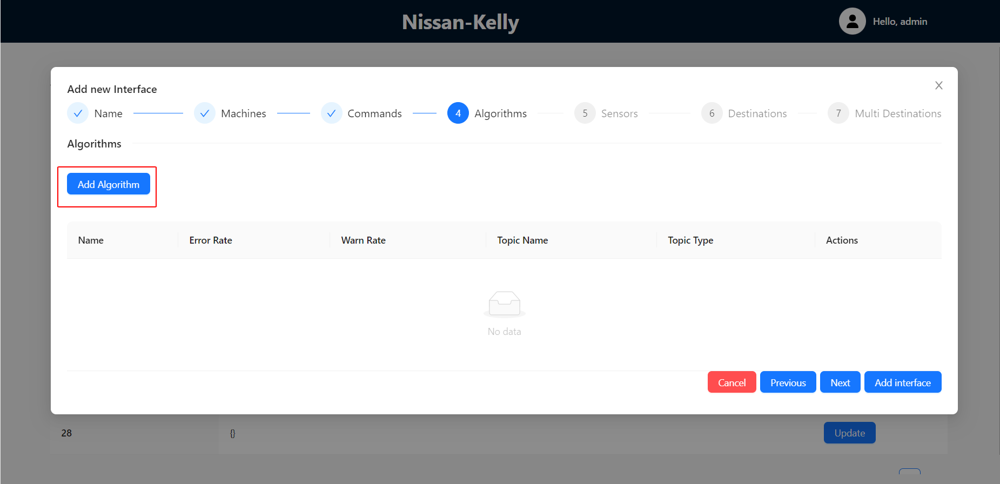 Nissan-Kelly
Hello, admin
Add new Interface
Name
Machines
Commands
4 Algorithms
5 Sensors
6 Destinations
7 Multi Destinations
Algorithms
Add Algorithm
Name Error Rate Warn Rate Topic Name Topic Type Actions
No data
Cancel Previous Next Add interface
28 {} Update